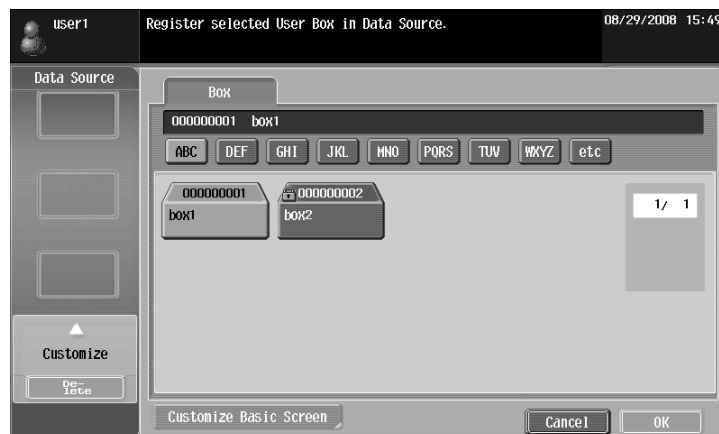 user1
Register selected User Box in Data Source.
08/29/2008 15:49
Data Source
Box
000000001 box1
ABC DEF GHI JKL MNO PQRS TUV WXYZ etc
000000001
box1
000000002
box2
1/ 1
Customize
De-
lete
Customize Basic Screen
Cancel
OK